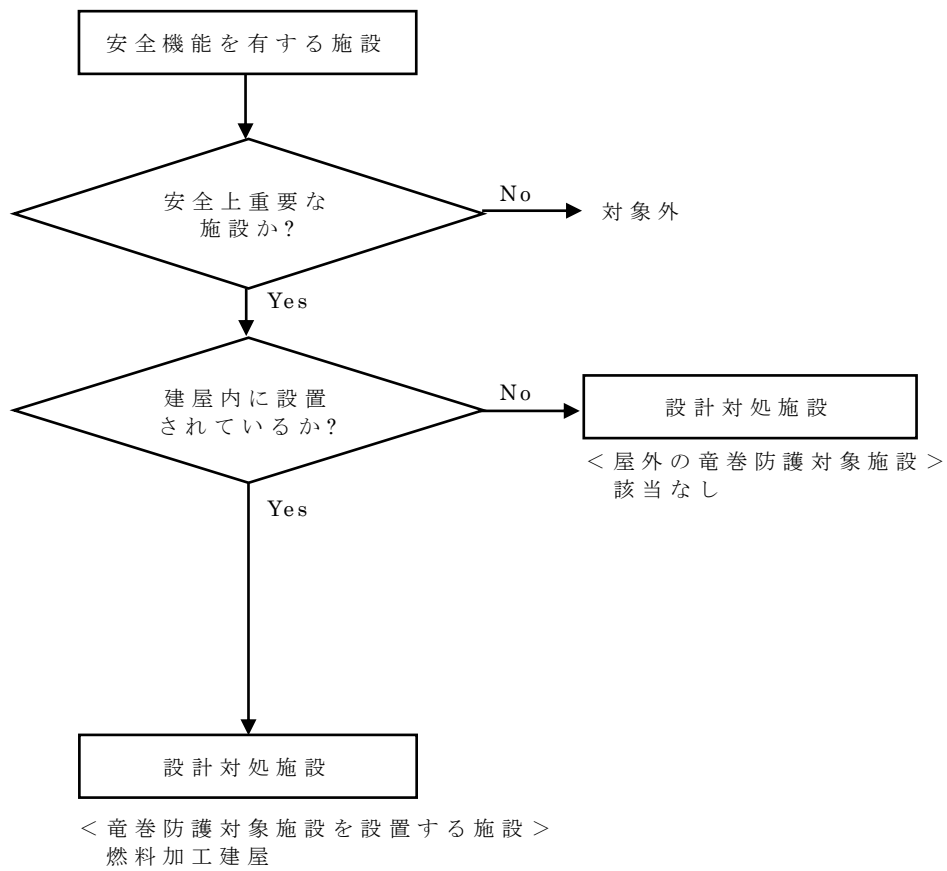 安全機能を有する施設
安全上重要な
施設か?
No
対象外
Yes
建屋内に設置
されているか?
No
設計対処施設
<屋外の竜巻防護対象施設>
該当なし
Yes
設計対処施設
<竜巻防護対象施設を設置する施設>
燃料加工建屋